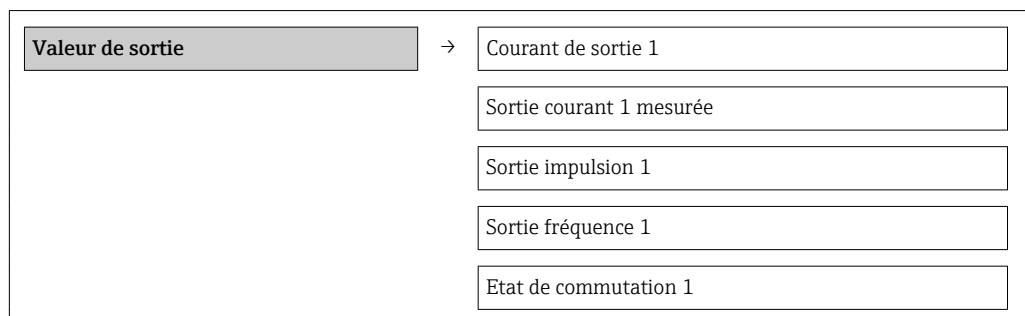 Valeur de sortie → Courant de sortie 1
Sortie courant 1 mesurée
Sortie impulsion 1
Sortie fréquence 1
Etat de commutation 1